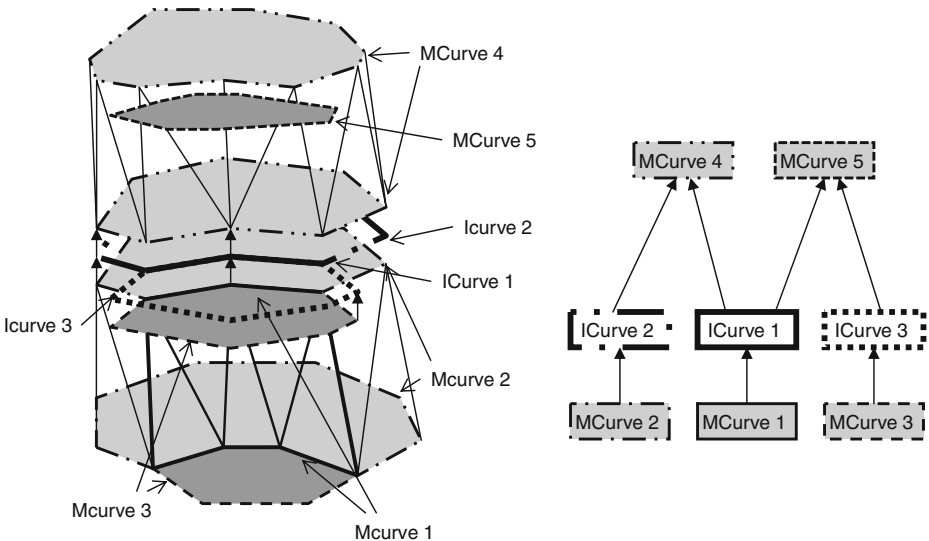 MCurve 4
MCurve 5
MCurve 4
MCurve 5
Icurve 2
ICurve 1
Icurve 3
ICurve 2
ICurve 1
ICurve 3
Mcurve 2
MCurve 2
MCurve 1
MCurve 3
Mcurve 3
Mcurve 1